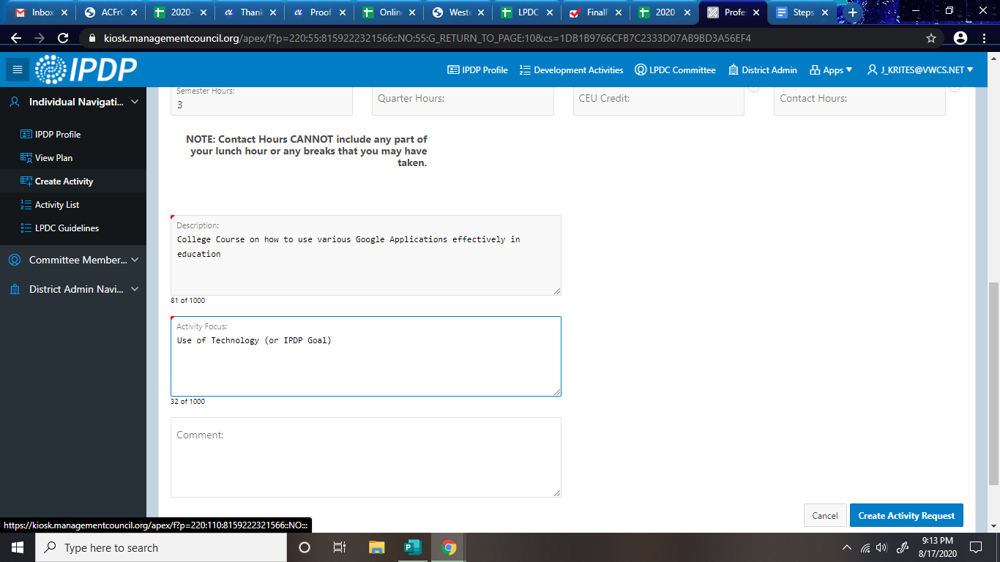 Inbox
ACFrC
2020-
Thank
Proof
Onlin
West
LPDC
FinalF
2020
Profes
Steps
kiosk.managementcouncil.org/apex/f?p=220:55:8159222321566::NO:55:G_RETURN_TO_PAGE:10&cs=1DB1B9766CFB7C2333D07AB9BD3A56EF4
IPDP
IPDP Profile
Development Activities
LPDC Committee
District Admin
Apps
J_KRITES@VWCS.NET
Individual Navigati...
IPDP Profile
View Plan
Create Activity
Activity List
LPDC Guidelines
Committee Member...
District Admin Navi...
Semester Hours:
3
Quarter Hours:
CEU Credit:
Contact Hours:
NOTE: Contact Hours CANNOT include any part of
your lunch hour or any breaks that you may have
taken.
Description:
College Course on how to use various Google Applications effectively in
education
81 of 1000
Activity Focus:
Use of Technology (or IPDP Goal)
32 of 1000
Comment:
Cancel
Create Activity Request
https://kiosk.managementcouncil.org/apex/f?p=220:110:8159222321566::NO:::
Type here to search
9:13 PM
8/17/2020